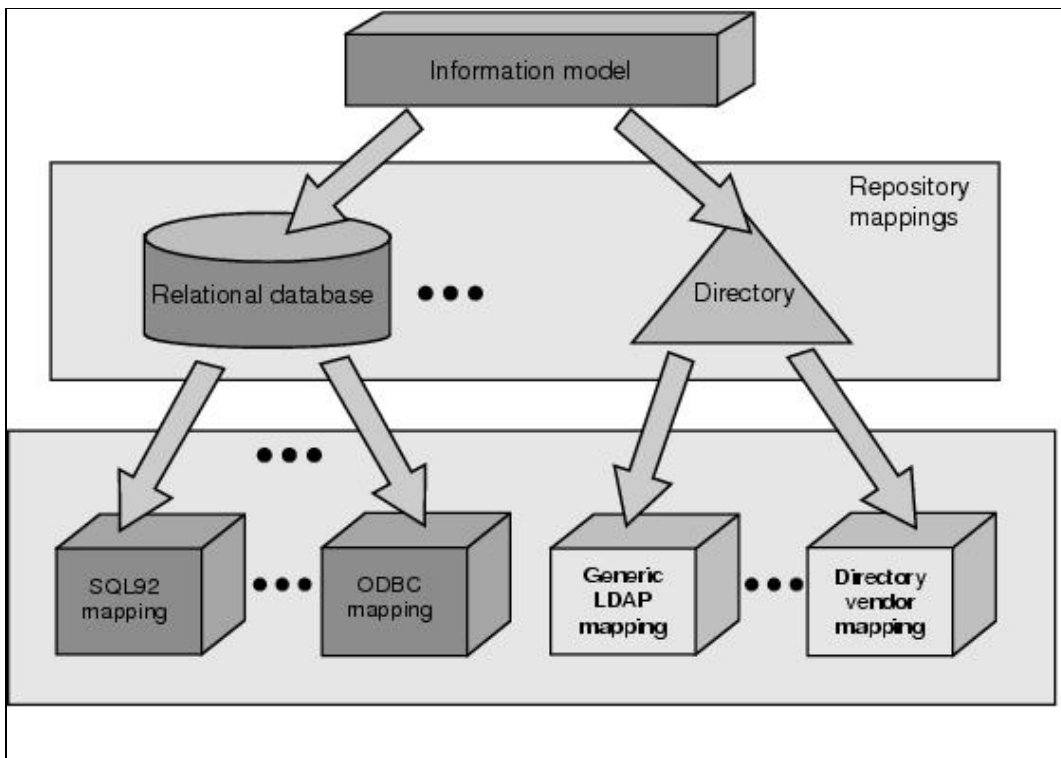 Information model
Repository
mappings
Relational database
Directory
SQL92
mapping
ODBC
mapping
Generic
LDAP
mapping
Directory
vendor
mapping